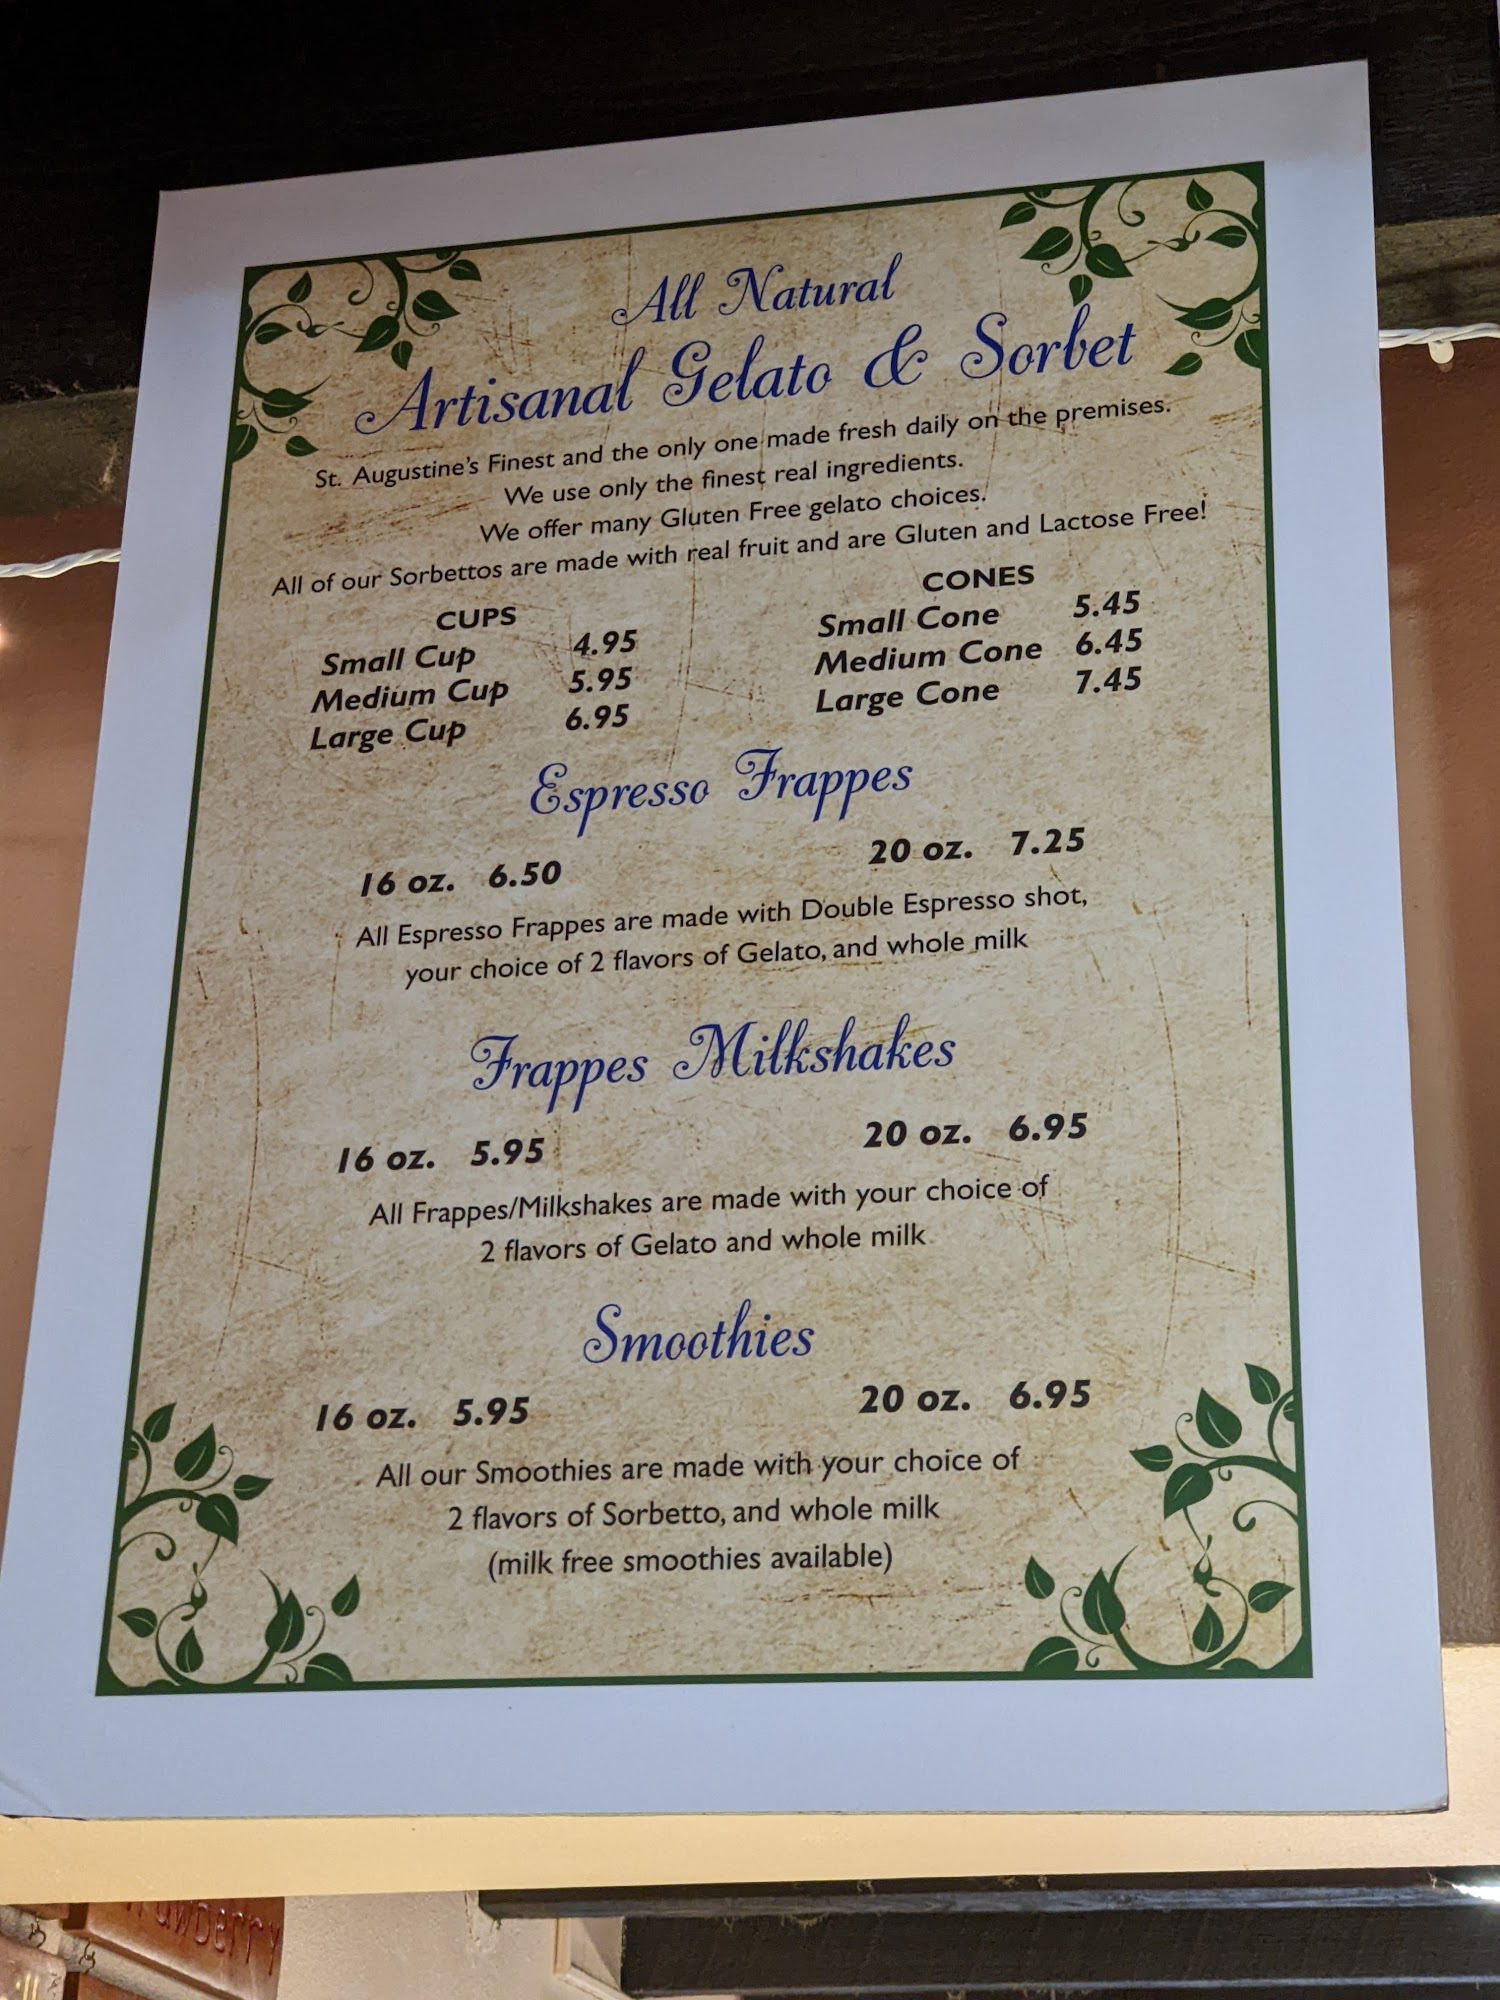 All Natural
Artisanal Gelato & Sorbet
St. Augustine's Finest and the only one made fresh daily on the premises.
We use only the finest real ingredients.
We offer many Gluten Free gelato choices.
All of our Sorbettos are made with real fruit and are Gluten and Lactose Free!
CUPS
Small Cup 4.95
Medium Cup 5.95
Large Cup 6.95
CONES
Small Cone 5.45
Medium Cone 6.45
Large Cone 7.45
Espresso Frappes
16 oz. 6.50 20 oz. 7.25
All Espresso Frappes are made with Double Espresso shot,
your choice of 2 flavors of Gelato, and whole milk
Frappes Milkshakes
16 oz. 5.95 20 oz. 6.95
All Frappes/Milkshakes are made with your choice of
2 flavors of Gelato and whole milk
Smoothies
16 oz. 5.95 20 oz. 6.95
All our Smoothies are made with your choice of
2 flavors of Sorbetto, and whole milk
(milk free smoothies available)